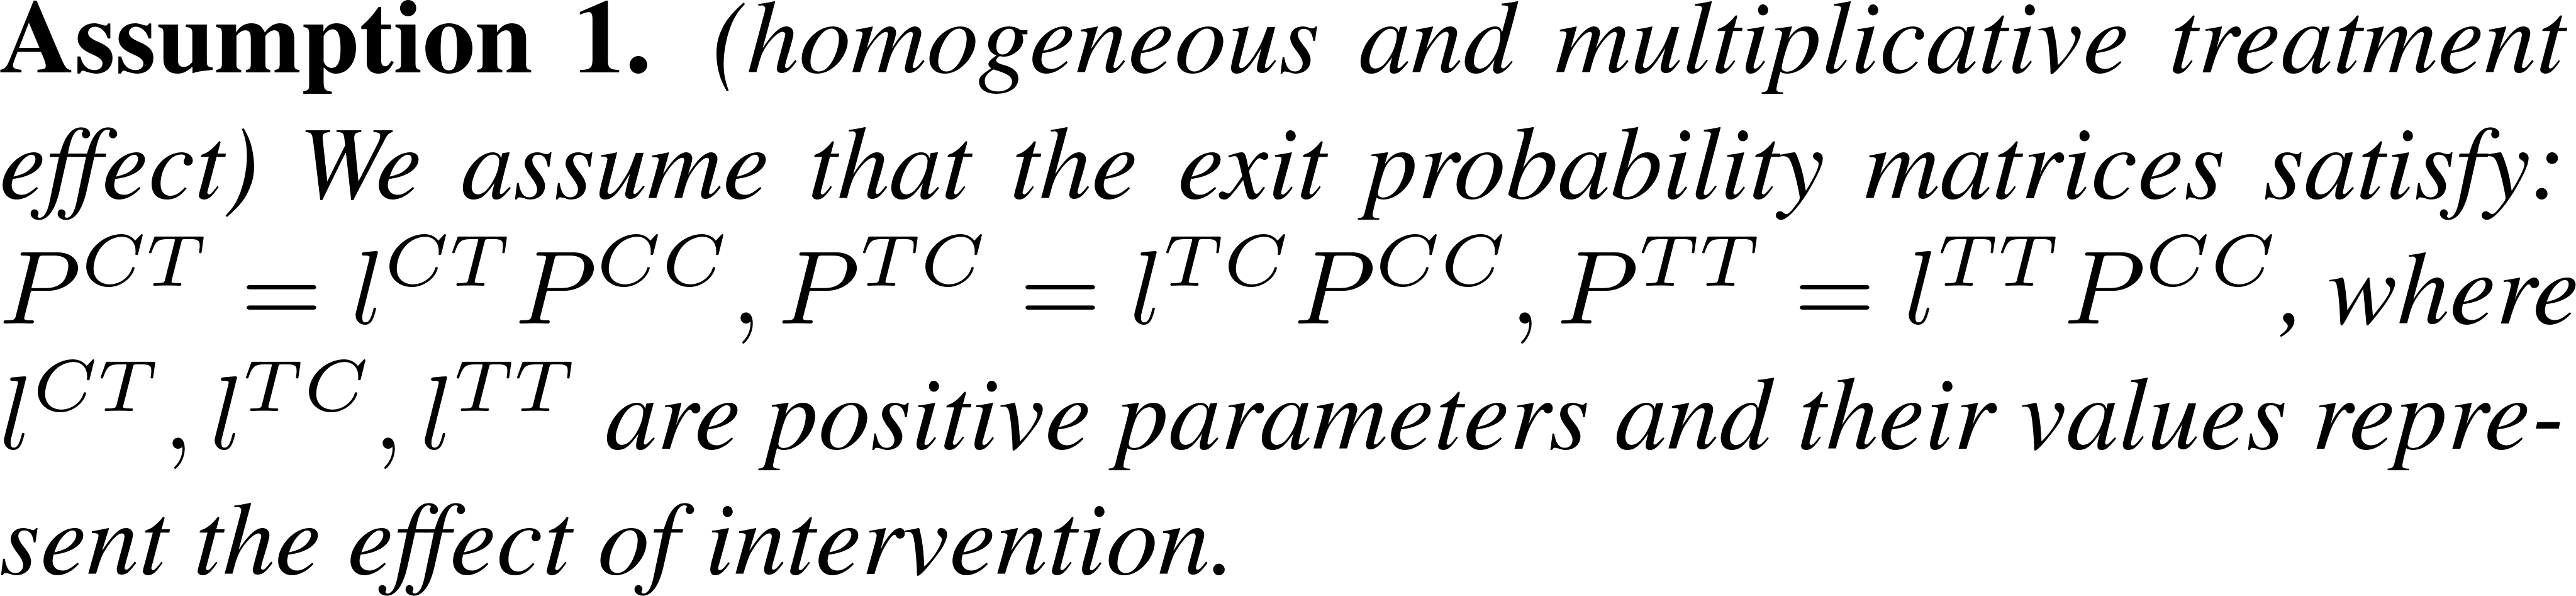 Assumption 1. (homogeneous and multiplicative treatment
effect) We assume that the exit probability matrices satisfy:
$P^{CT} = l^{CT} P^{CC}, P^{TC} = l^{TC} P^{CC}, P^{TT} = l^{TT} P^{CC}$, where
$l^{CT}, l^{TC}, l^{TT}$ are positive parameters and their values repre-
sent the effect of intervention.